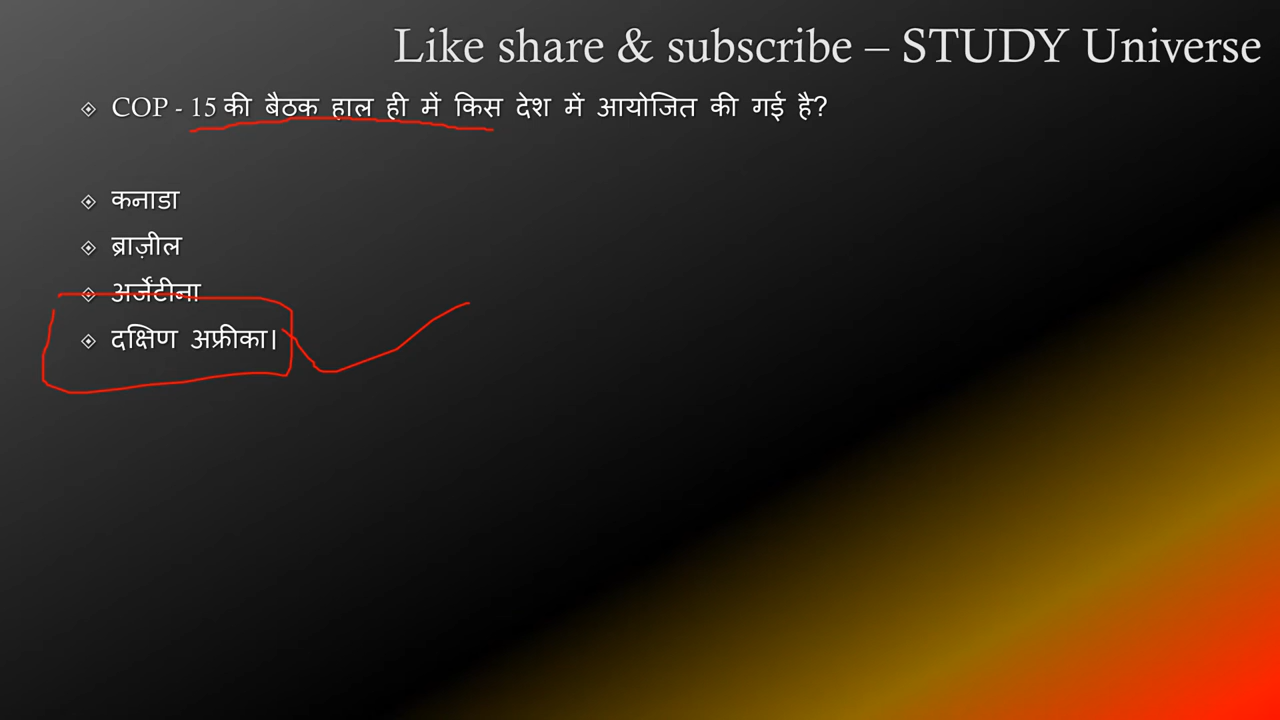 Like share & subscribe – STUDY Universe
COP - 15 की बैठक हाल ही में किस देश में आयोजित की गई है?
कनाडा
ब्राज़ील
अर्जेंटीना
दक्षिण अफ्रीका।